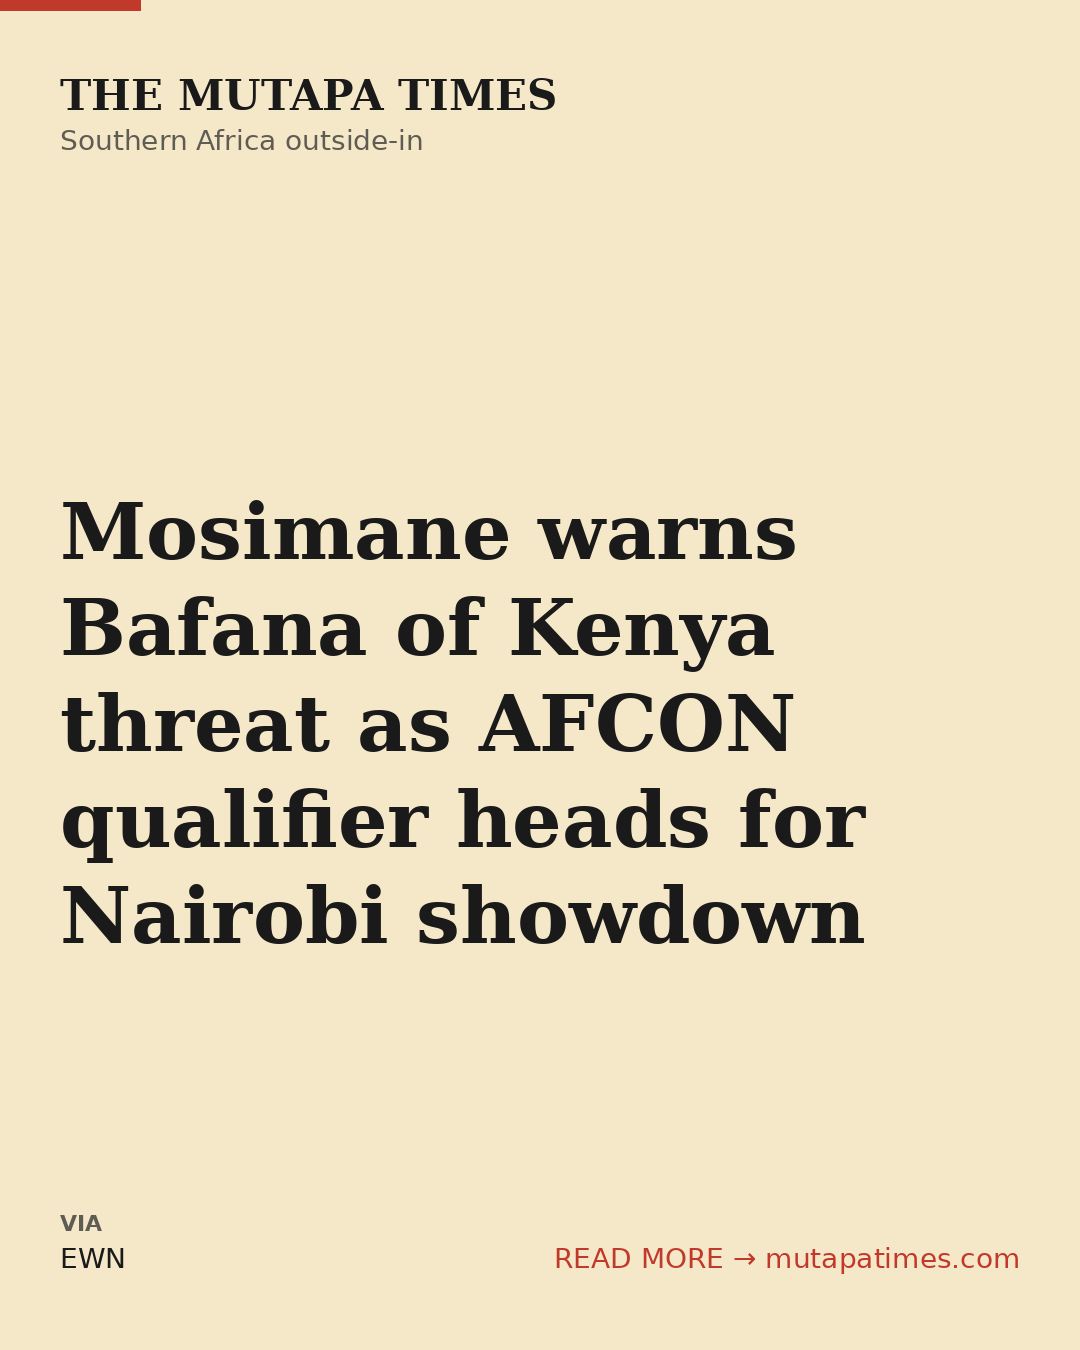 THE MUTAPA TIMES
Southern Africa outside-in
Mosimane warns
Bafana of Kenya
threat as AFCON
qualifier heads for
Nairobi showdown
VIA
EWN
READ MORE → mutapatimes.com